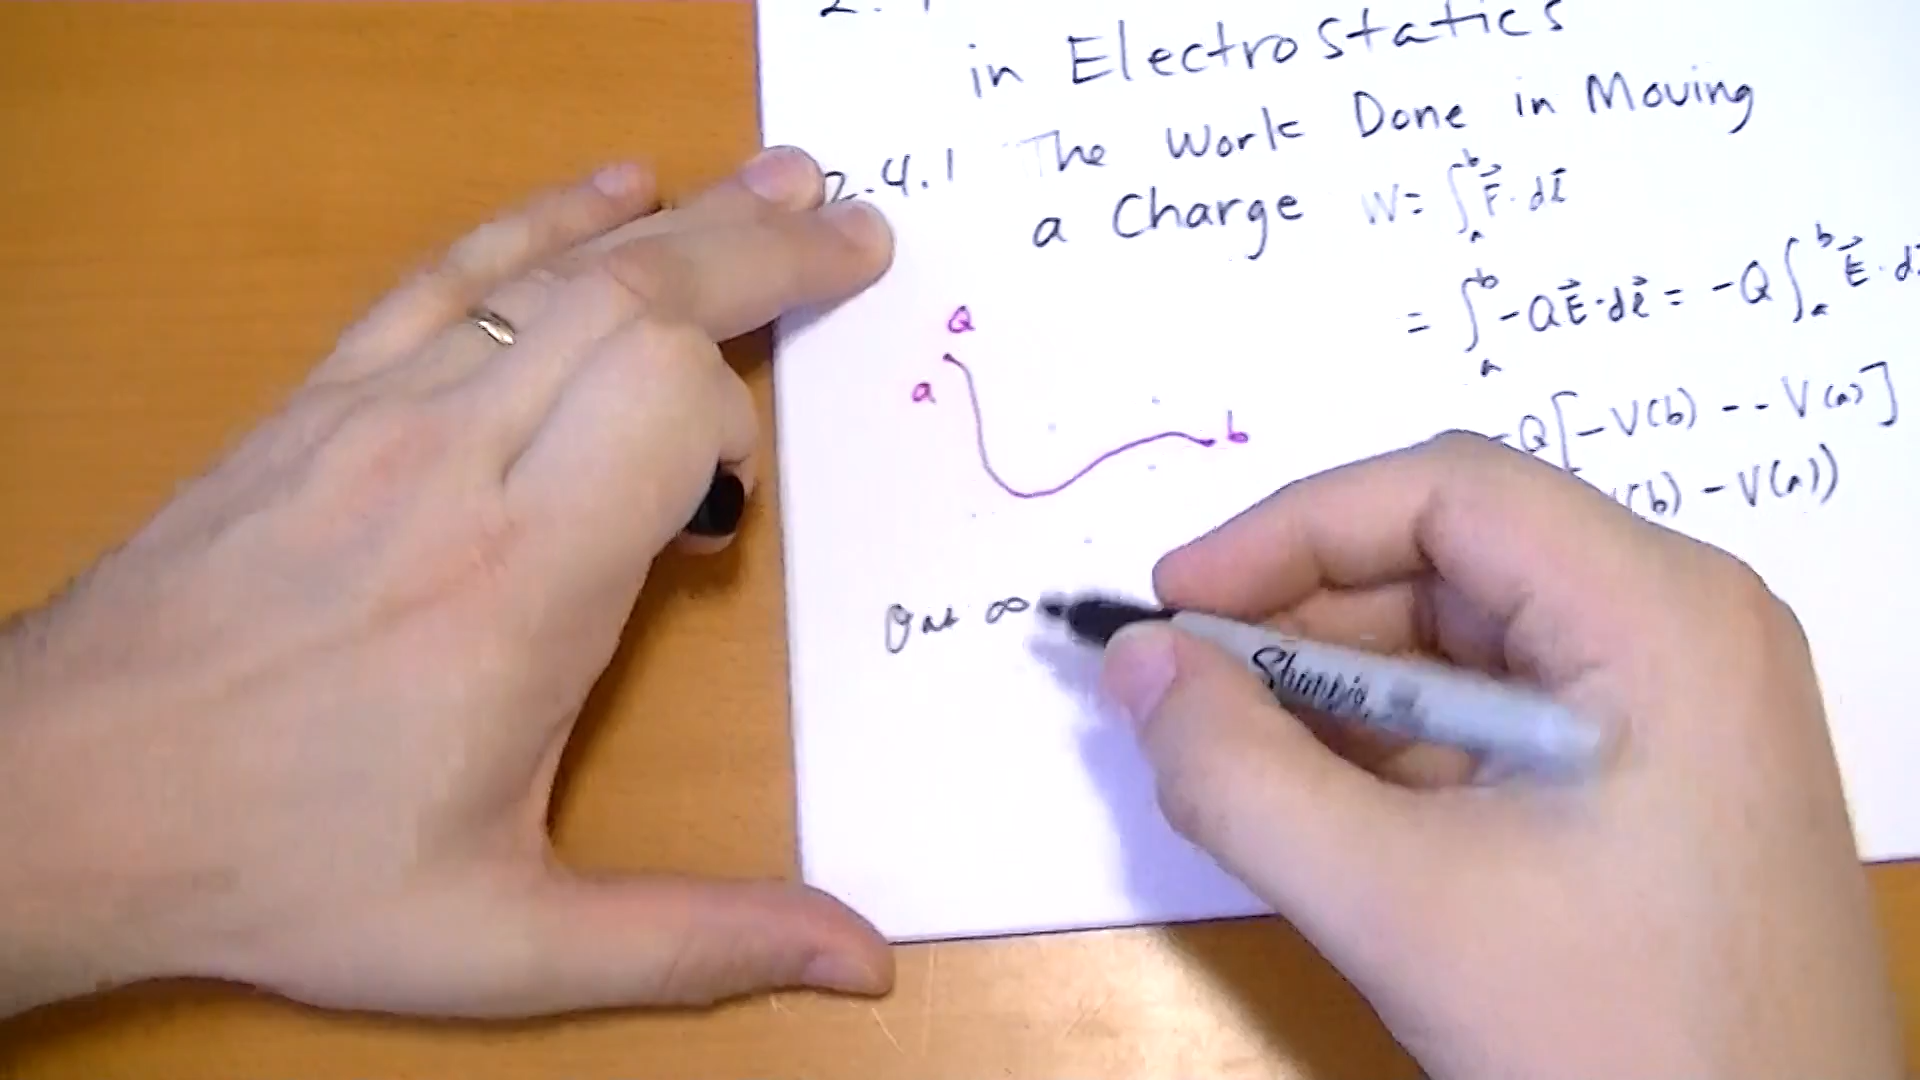 in Electrostatics
2.4.1 The Work Done in Moving
a Charge W = ∫ₐᵇ F⃗ · dl⃗
= ∫ₐᵇ -QE⃗ · dl⃗ = -Q ∫ₐᵇ E⃗ · d
-Q[-V(b) - -V(a)]
(b) - V(a))
Q
a
b
0 at ∞
Sharpie